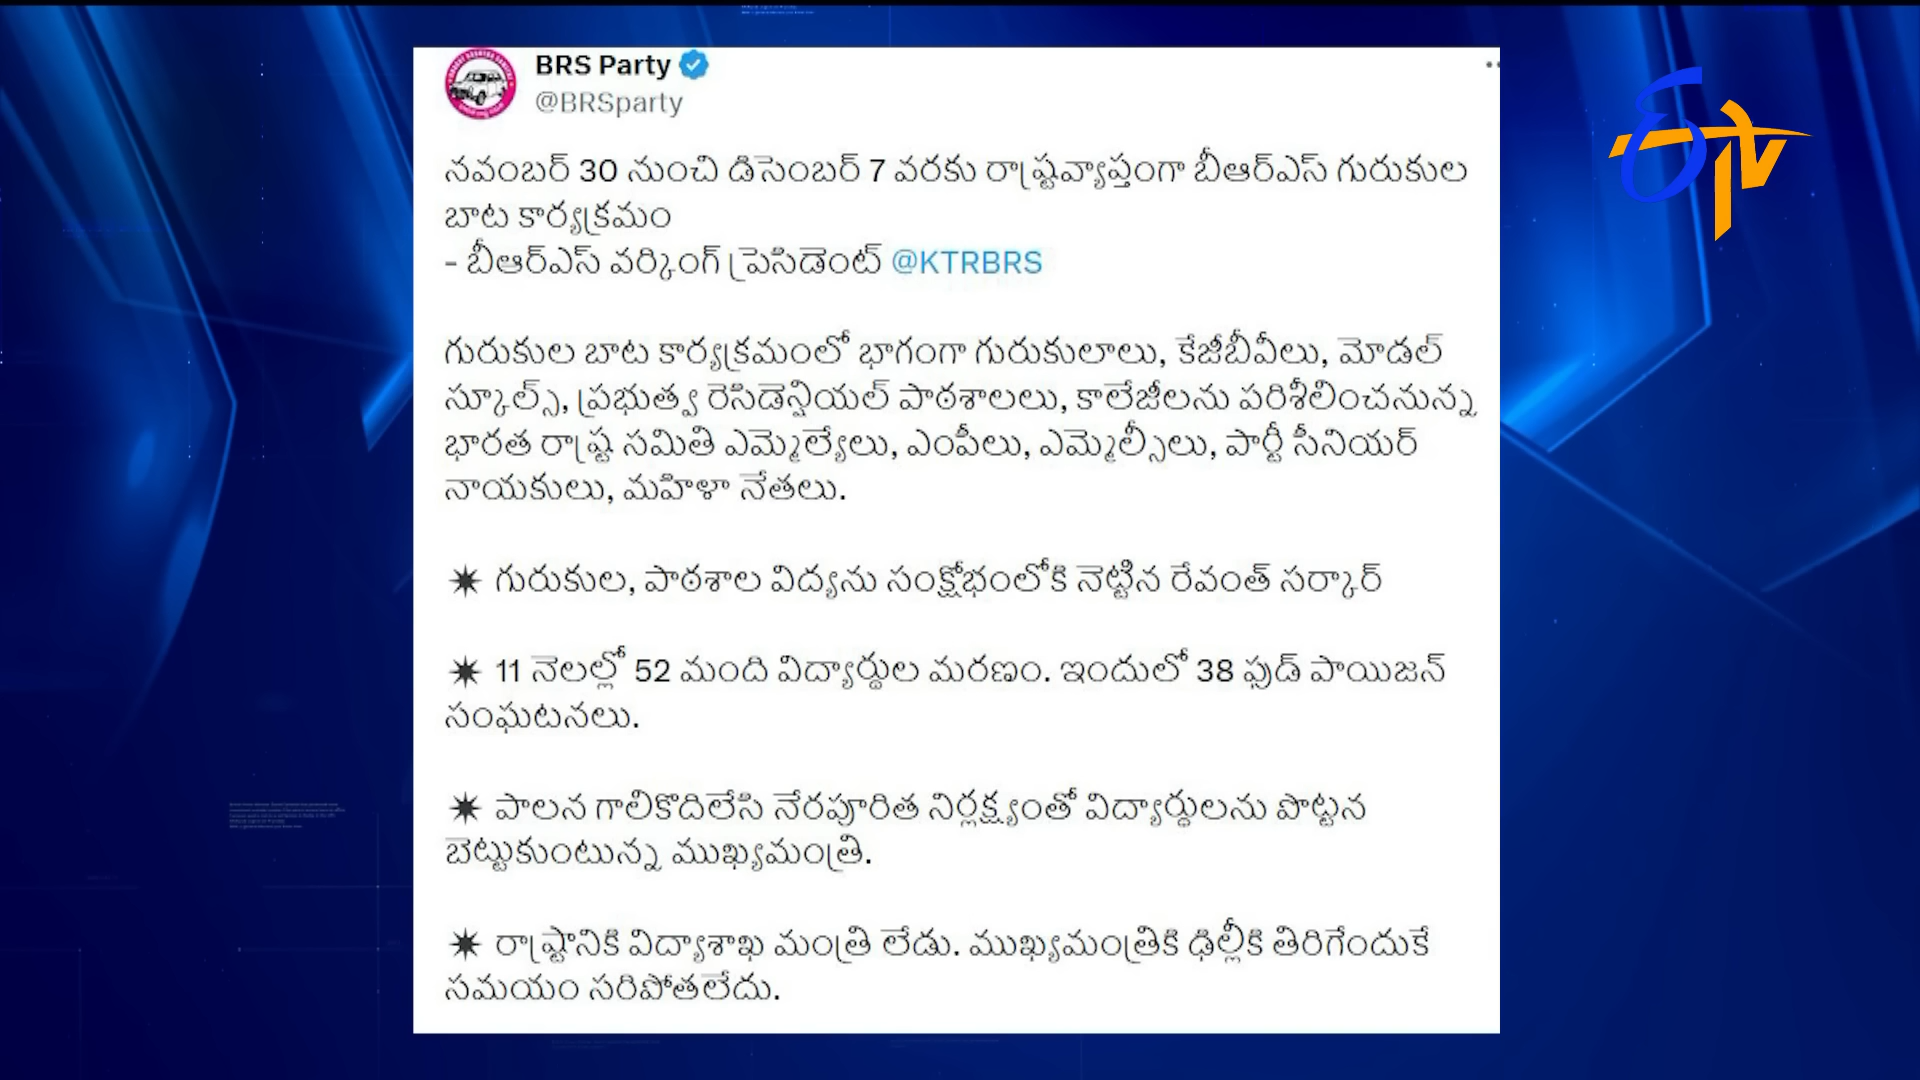 BRS Party
@BRSparty
నవంబర్ 30 నుంచి డిసెంబర్ 7 వరకు రాష్ట్రవ్యాప్తంగా బీఆర్ఎస్ గురుకుల
బాట కార్యక్రమం
- బీఆర్ఎస్ వర్కింగ్ ప్రెసిడెంట్ @KTRBRS
గురుకుల బాట కార్యక్రమంలో భాగంగా గురుకులాలు, కేజీబీవీలు, మోడల్
స్కూల్స్, ప్రభుత్వ రెసిడెన్షియల్ పాఠశాలలు, కాలేజీలను పరిశీలించనున్న
భారత రాష్ట్ర సమితి ఎమ్మెల్యేలు, ఎంపీలు, ఎమ్మెల్సీలు, పార్టీ సీనియర్
నాయకులు, మహిళా నేతలు.
✷ గురుకుల, పాఠశాల విద్యను సంక్షోభంలోకి నెట్టిన రేవంత్ సర్కార్
✷ 11 నెలల్లో 52 మంది విద్యార్థుల మరణం. ఇందులో 38 ఫుడ్ పాయిజన్
సంఘటనలు.
✷ పాలన గాలికొదిలేసి నేరపూరిత నిర్లక్ష్యంతో విద్యార్థులను పొట్టన
బెట్టుకుంటున్న ముఖ్యమంత్రి.
✷ రాష్ట్రానికి విద్యాశాఖ మంత్రి లేడు. ముఖ్యమంత్రికి ఢిల్లీకి తిరిగేందుకే
సమయం సరిపోతలేదు.
ఈTV